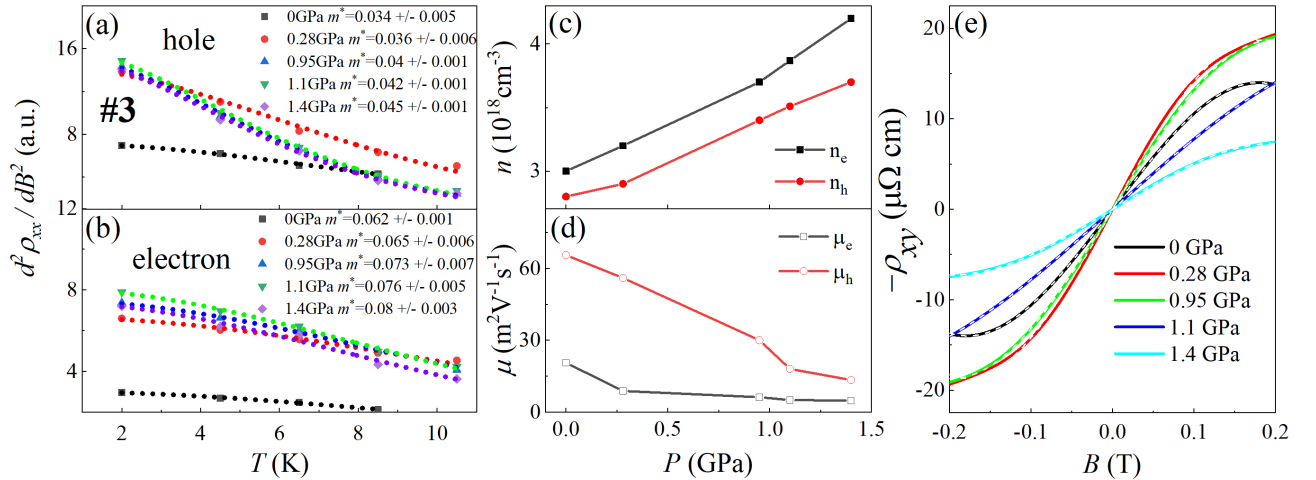 (a)
hole
0GPa m*=0.034 +/- 0.005
0.28GPa m*=0.036 +/- 0.006
0.95GPa m*=0.04 +/- 0.001
1.1GPa m*=0.042 +/- 0.001
1.4GPa m*=0.045 +/- 0.001
#3
16
8
12
d²ρxx / dB² (a.u.)
(b)
electron
0GPa m*=0.062 +/- 0.001
0.28GPa m*=0.065 +/- 0.006
0.95GPa m*=0.073 +/- 0.007
1.1GPa m*=0.076 +/- 0.005
1.4GPa m*=0.08 +/- 0.003
8
4
2 4 6 8 10
T (K)
(c)
4
3
n (10¹⁸cm⁻³)
nₑ
nₕ
(d)
60
30
0
μ (m²V⁻¹s⁻¹)
μₑ
μₕ
0.0 0.5 1.0 1.5
P (GPa)
(e)
20
10
0
-10
-20
−ρxy (μΩ cm)
0 GPa
0.28 GPa
0.95 GPa
1.1 GPa
1.4 GPa
-0.2 -0.1 0.0 0.1 0.2
B (T)